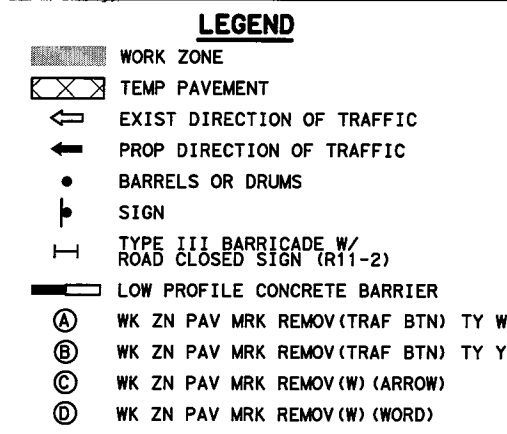 LEGEND
WORK ZONE
TEMP PAVEMENT
EXIST DIRECTION OF TRAFFIC
PROP DIRECTION OF TRAFFIC
BARRELS OR DRUMS
SIGN
TYPE III BARRICADE W/
ROAD CLOSED SIGN (R11-2)
LOW PROFILE CONCRETE BARRIER
A WK ZN PAV MRK REMOV(TRAF BTN) TY W
B WK ZN PAV MRK REMOV(TRAF BTN) TY Y
C WK ZN PAV MRK REMOV(W)(ARROW)
D WK ZN PAV MRK REMOV(W)(WORD)